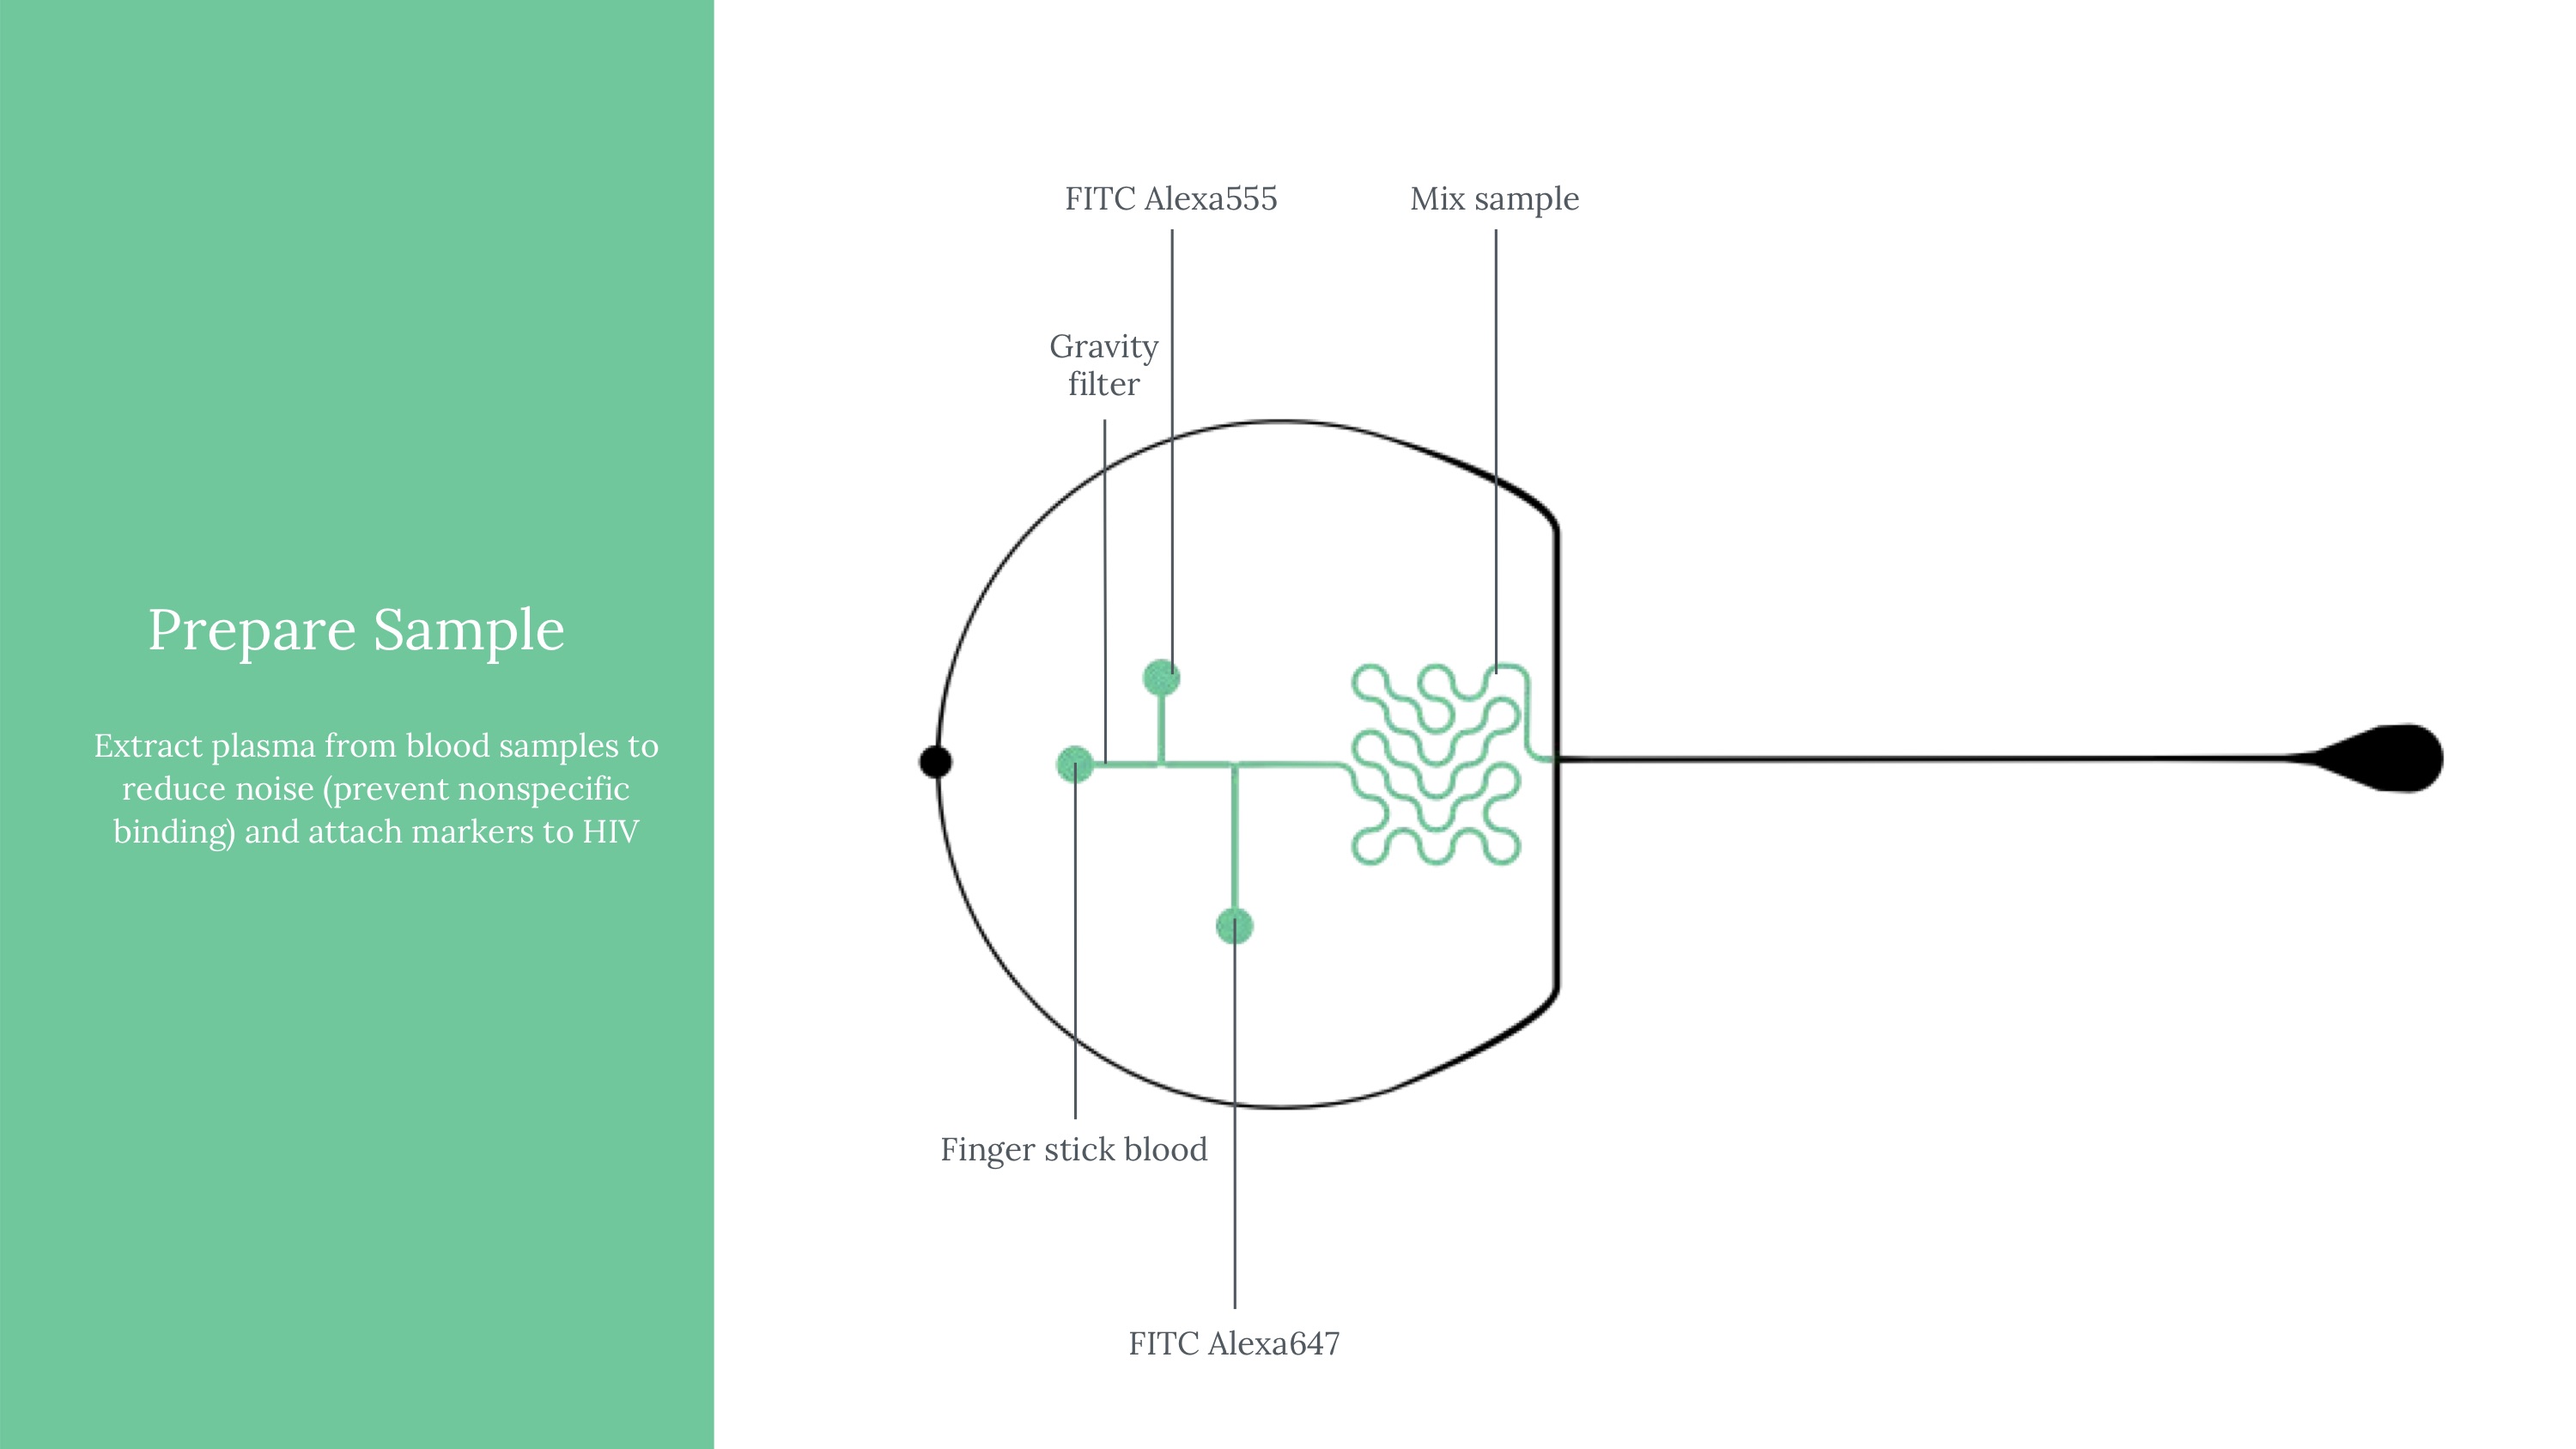 Prepare Sample
Extract plasma from blood samples to
reduce noise (prevent nonspecific
binding) and attach markers to HIV
FITC Alexa555
Mix sample
Gravity
filter
Finger stick blood
FITC Alexa647